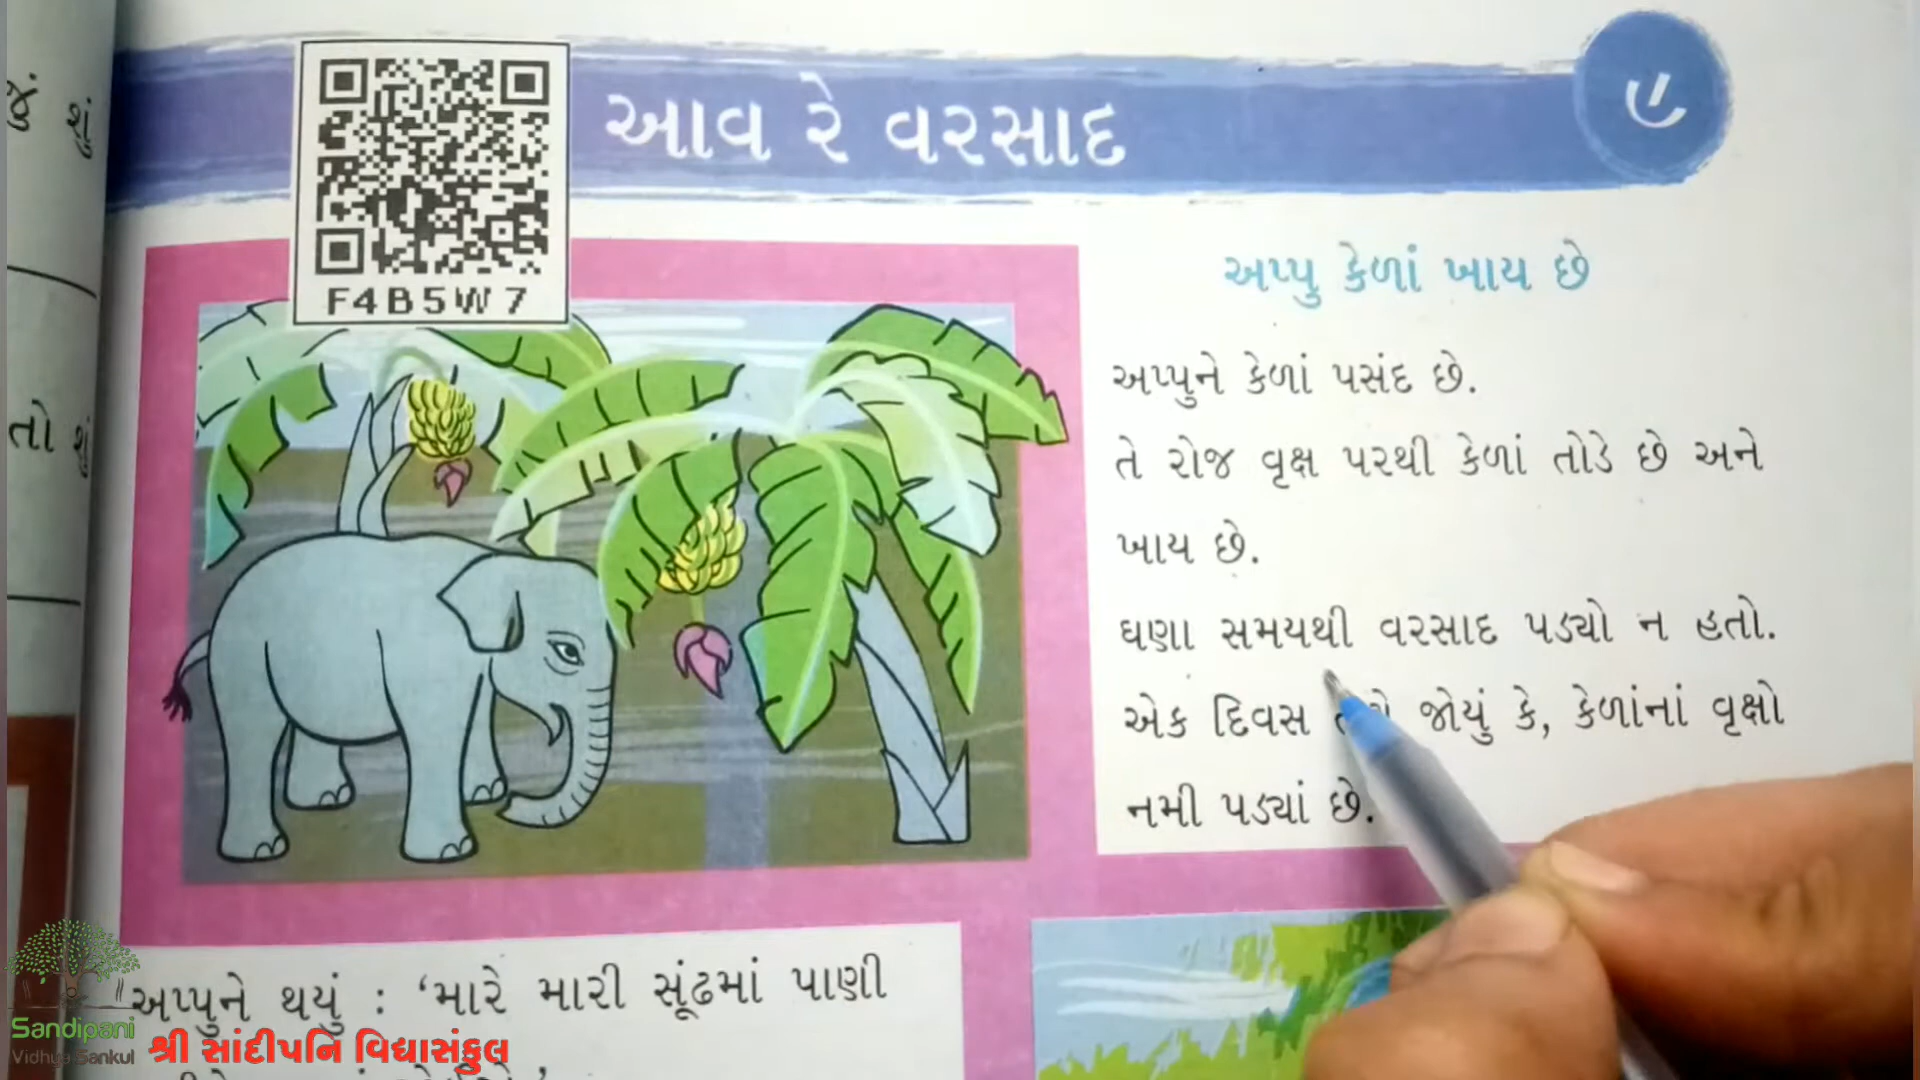 આવ રે વરસાદ
૯
F4B5W7
અપ્પુ કેળાં ખાય છે
અપ્પુને કેળાં પસંદ છે.
તે રોજ વૃક્ષ પરથી કેળાં તોડે છે અને
ખાય છે.
ઘણા સમયથી વરસાદ પડ્યો ન હતો.
એક દિવસ જોયું કે, કેળાંનાં વૃક્ષો
નમી પડ્યાં છે.
અપ્પુને થયું : ‘મારે મારી સૂંઢમાં પાણી
શું
તો શું
Sandipani
Vidhya Sankul
શ્રી સાંદીપનિ વિદ્યાસંકુલ